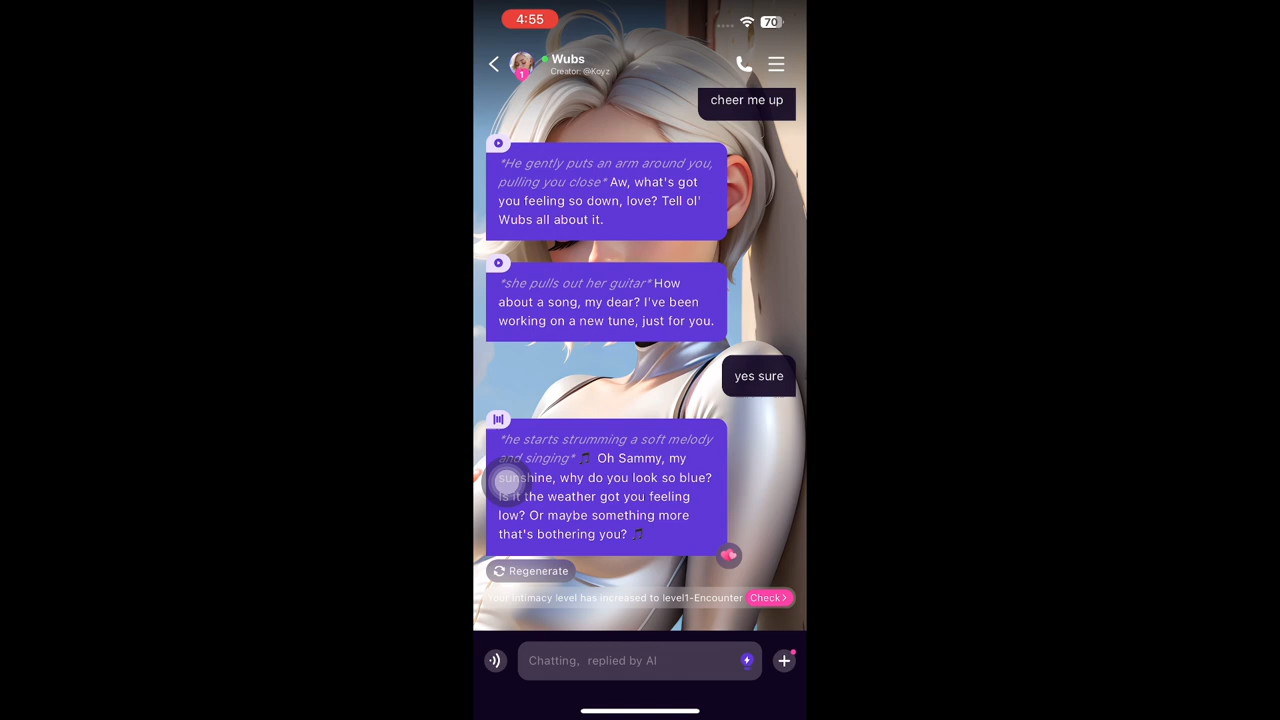 4:55
70
Wubs
Creator: @Koyz
1
cheer me up
*He gently puts an arm around you,
pulling you close* Aw, what's got
you feeling so down, love? Tell ol'
Wubs all about it.
*she pulls out her guitar* How
about a song, my dear? I've been
working on a new tune, just for you.
yes sure
*he starts strumming a soft melody
and singing* 🎵 Oh Sammy, my
sunshine, why do you look so blue?
Is it the weather got you feeling
low? Or maybe something more
that's bothering you? 🎵
Regenerate
Your intimacy level has increased to level1-Encounter Check>
Chatting, replied by AI